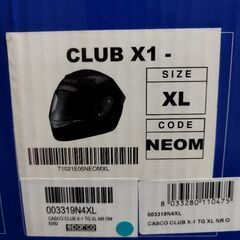 CLUB X1 -
SIZE
XL
CODE
NEOM
T1021E05NEOMXL
003319N4XL
CASCO CLUB X-1 TG XL NR OM
sparco
8 033280 110475
003319N4XL
CASCO CLUB X-1 TG XL NR O